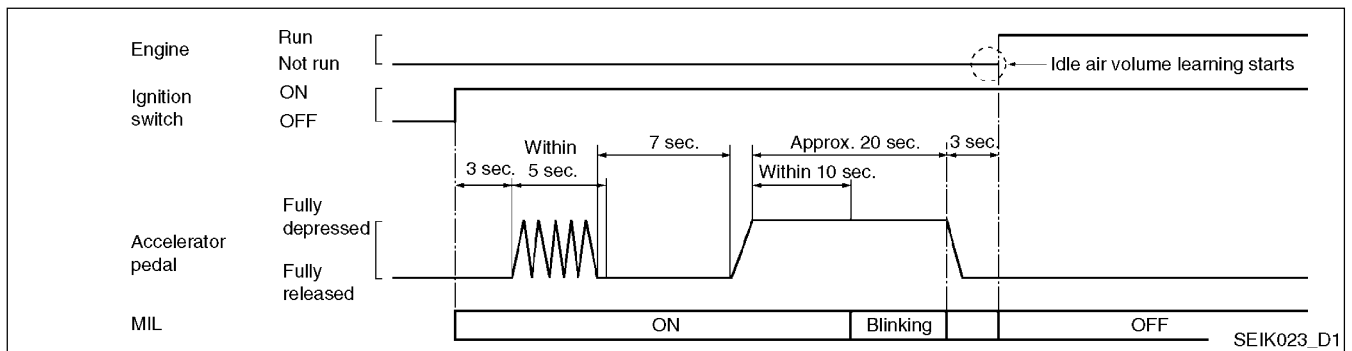 Engine
Run
Not run
Idle air volume learning starts
Ignition
switch
ON
OFF
3 sec.
Within
5 sec.
7 sec.
Approx. 20 sec.
Within 10 sec.
3 sec.
Accelerator
pedal
Fully
depressed
Fully
released
MIL
ON
Blinking
OFF
SEIK023_D1